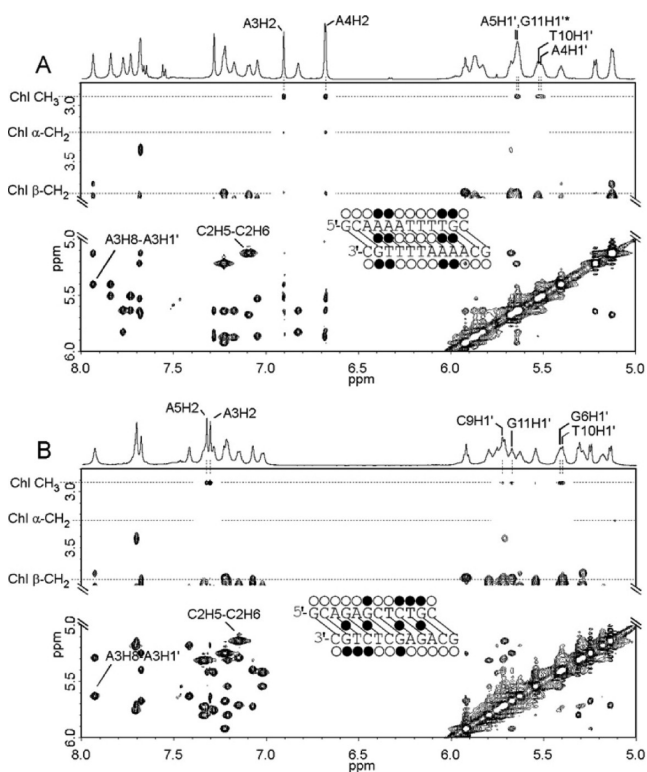 A3H2
A4H2
A5H1', G11H1'*
T10H1'
A4H1'
A
Chl CH3
Chl α-CH2
Chl β-CH2
3.0
3.5
5'-GCAAAATTTTGC
3'-CGTTTTAAAACG
A3H8-A3H1'
C2H5-C2H6
5.0
5.5
6.0
ppm
8.0 7.5 7.0 6.5 6.0 5.5 5.0
ppm
A5H2
A3H2
C9H1'
G11H1'
G6H1'
T10H1'
B
Chl CH3
Chl α-CH2
Chl β-CH2
3.0
3.5
5'-GCAGAGCTCTGC
3'-CGTCTCGAGACG
C2H5-C2H6
A3H8-A3H1'
5.0
5.5
6.0
ppm
8.0 7.5 7.0 6.0 5.5 5.0
ppm